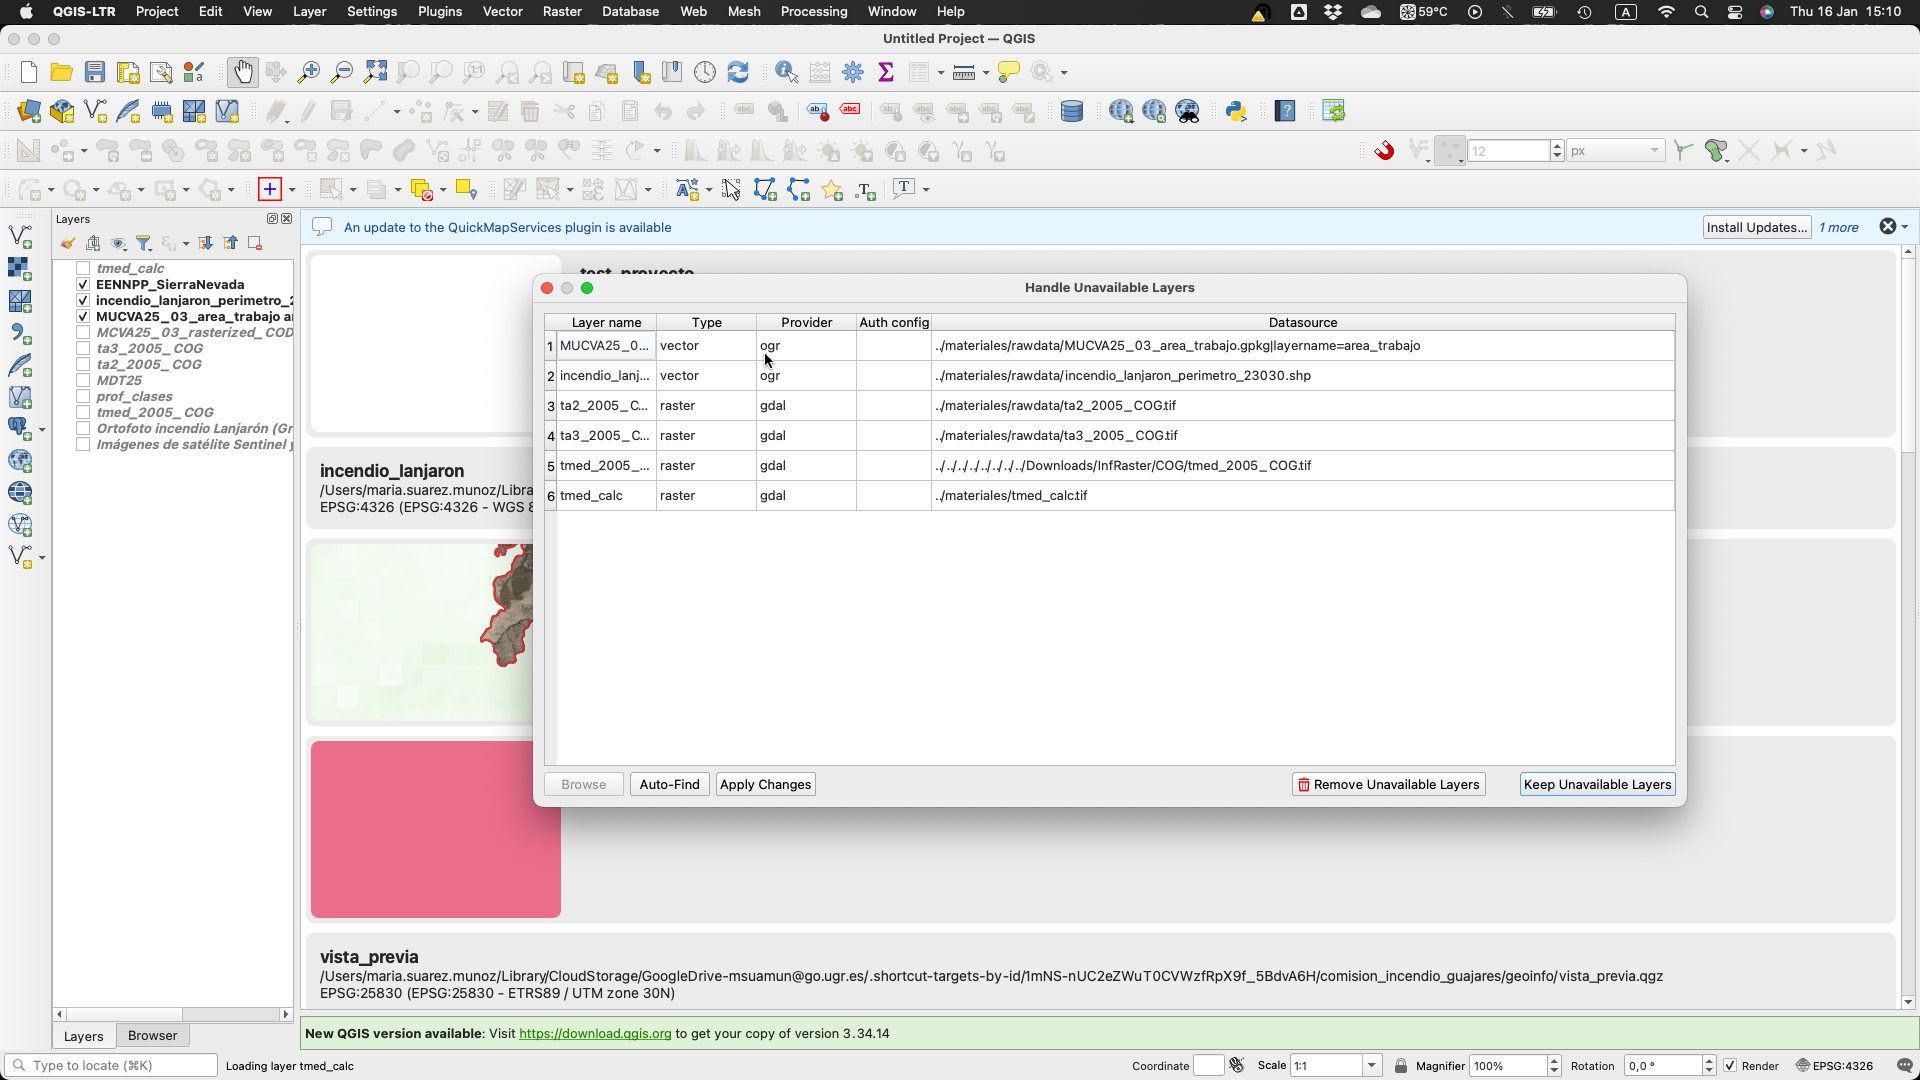 QGIS-LTR Project Edit View Layer Settings Plugins Vector Raster Database Web Mesh Processing Window Help
59°C A Thu 16 Jan 15:10
Untitled Project — QGIS
12 px
Layers
An update to the QuickMapServices plugin is available
Install Updates... 1 more
tmed_calc
EENNPP_SierraNevada
incendio_lanjaron_perimetro_2
MUCVA25_03_area_trabajo a
MCVA25_03_rasterized_COD
ta3_2005_COG
ta2_2005_COG
MDT25
prof_clases
tmed_2005_COG
Ortofoto incendio Lanjarón (Gr
Imágenes de satélite Sentinel y
test_proyecto
incendio_lanjaron
/Users/maria.suarez.munoz/Libra
EPSG:4326 (EPSG:4326 - WGS 8
Handle Unavailable Layers
Layer name Type Provider Auth config Datasource
1 MUCVA25_0... vector ogr ../materiales/rawdata/MUCVA25_03_area_trabajo.gpkg|layername=area_trabajo
2 incendio_lanj... vector ogr ../materiales/rawdata/incendio_lanjaron_perimetro_23030.shp
3 ta2_2005_C... raster gdal ../materiales/rawdata/ta2_2005_COG.tif
4 ta3_2005_C... raster gdal ../materiales/rawdata/ta3_2005_COG.tif
5 tmed_2005_... raster gdal ../../../../../../../../Downloads/InfRaster/COG/tmed_2005_COG.tif
6 tmed_calc raster gdal ../materiales/tmed_calc.tif
Browse Auto-Find Apply Changes Remove Unavailable Layers Keep Unavailable Layers
vista_previa
/Users/maria.suarez.munoz/Library/CloudStorage/GoogleDrive-msuamun@go.ugr.es/.shortcut-targets-by-id/1mNS-nUC2eZWuT0CVWzfRpX9f_5BdvA6H/comision_incendio_guajares/geoinfo/vista_previa.qgz
EPSG:25830 (EPSG:25830 - ETRS89 / UTM zone 30N)
Layers Browser
New QGIS version available: Visit https://download.qgis.org to get your copy of version 3.34.14
Type to locate (⌘K) Loading layer tmed_calc Coordinate Scale 1:1 Magnifier 100% Rotation 0,0 ° Render EPSG:4326